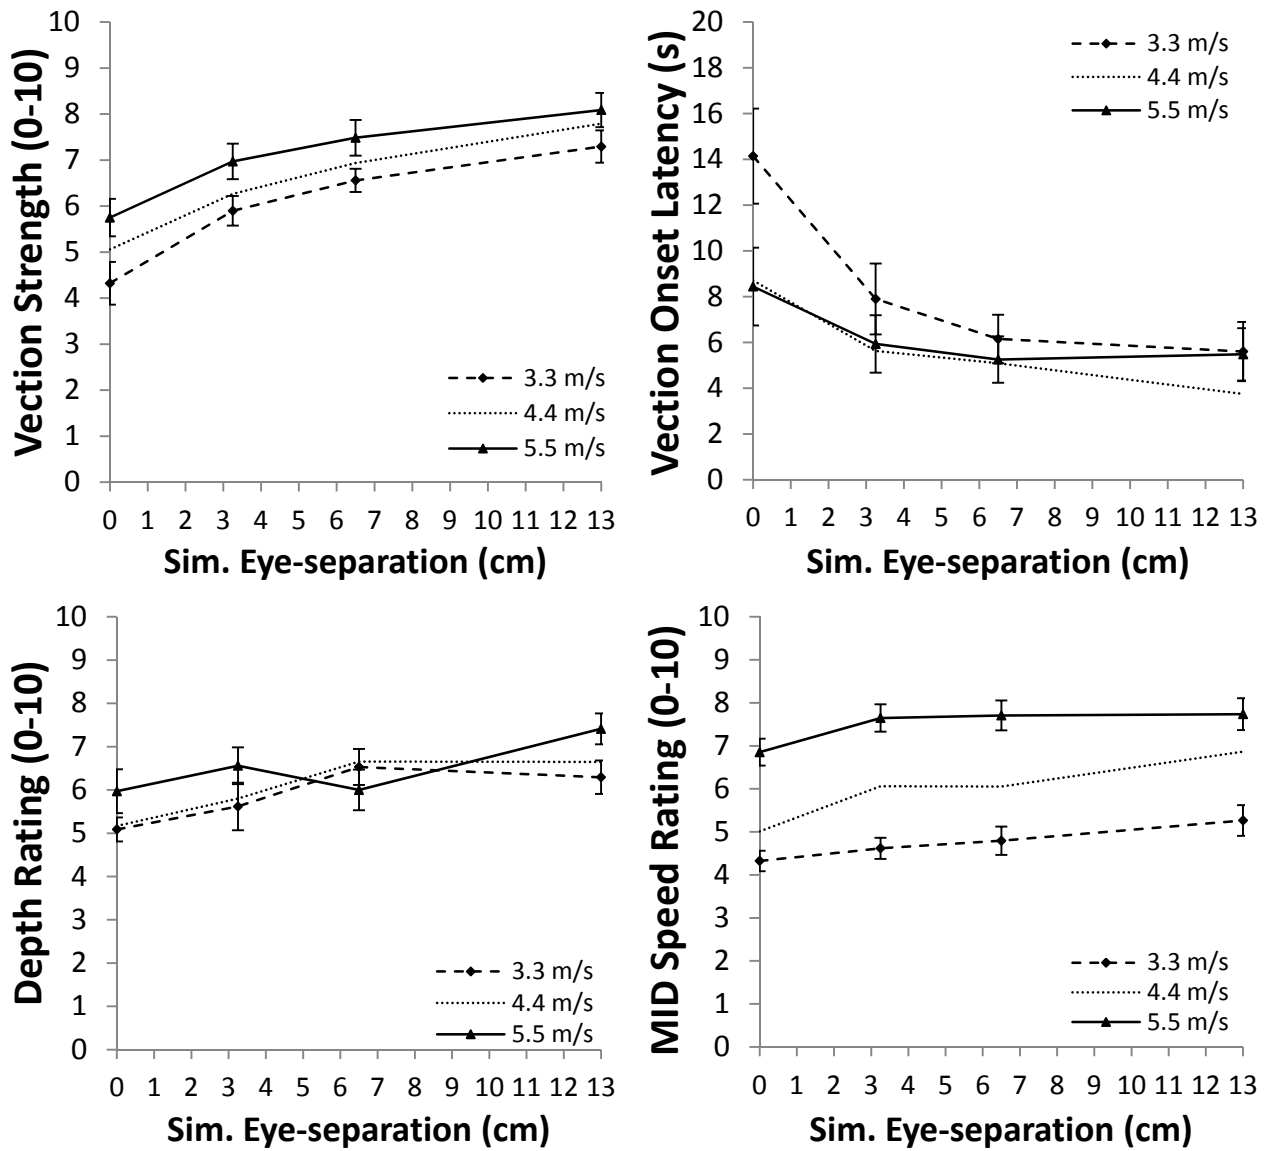 Vection Strength (0-10)
10
9
8
7
6
5
4
3
2
1
0
3.3 m/s
4.4 m/s
5.5 m/s
0 1 2 3 4 5 6 7 8 9 10 11 12 13
Sim. Eye-separation (cm)
Vection Onset Latency (s)
20
18
16
14
12
10
8
6
4
2
0
3.3 m/s
4.4 m/s
5.5 m/s
0 1 2 3 4 5 6 7 8 9 10 11 12 13
Sim. Eye-separation (cm)
Depth Rating (0-10)
10
9
8
7
6
5
4
3
2
1
0
3.3 m/s
4.4 m/s
5.5 m/s
0 1 2 3 4 5 6 7 8 9 10 11 12 13
Sim. Eye-separation (cm)
MID Speed Rating (0-10)
10
9
8
7
6
5
4
3
2
1
0
3.3 m/s
4.4 m/s
5.5 m/s
0 1 2 3 4 5 6 7 8 9 10 11 12 13
Sim. Eye-separation (cm)